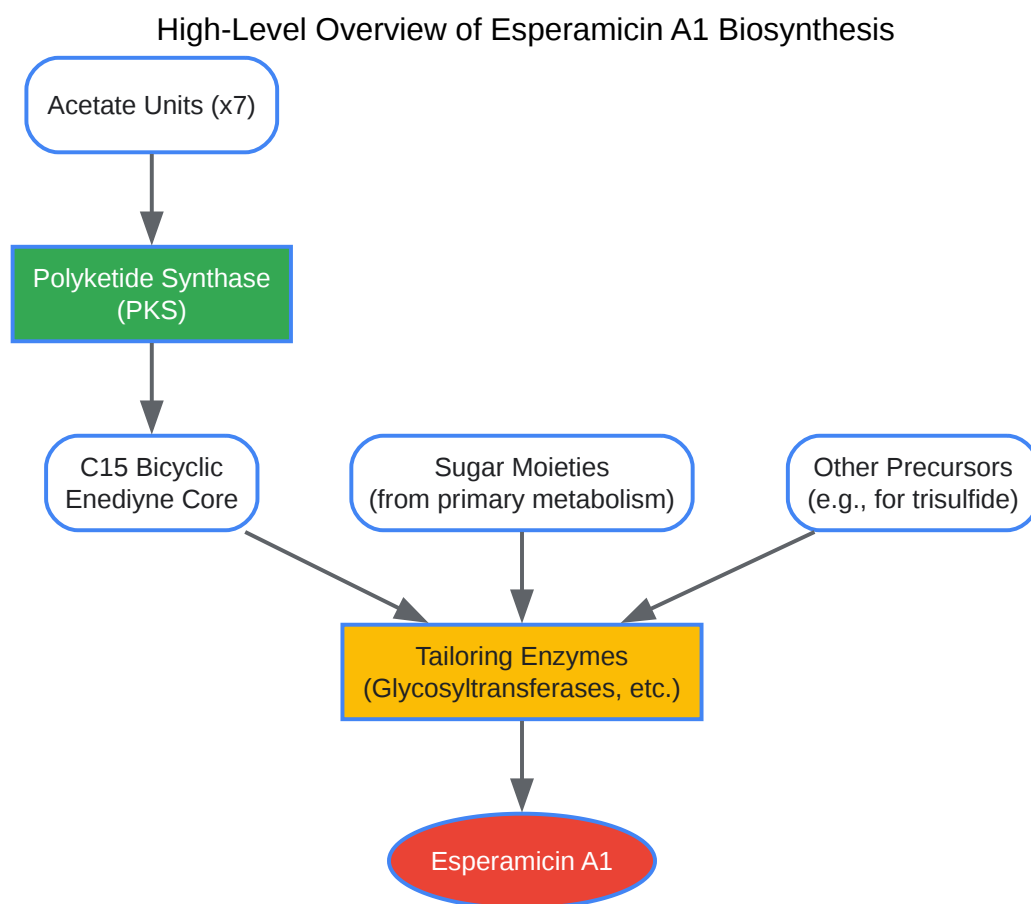 High-Level Overview of Esperamicin A1 Biosynthesis
Acetate Units (x7)
Polyketide Synthase
(PKS)
C15 Bicyclic
Enediyne Core
Sugar Moieties
(from primary metabolism)
Other Precursors
(e.g., for trisulfide)
Tailoring Enzymes
(Glycosyltransferases, etc.)
Esperamicin A1